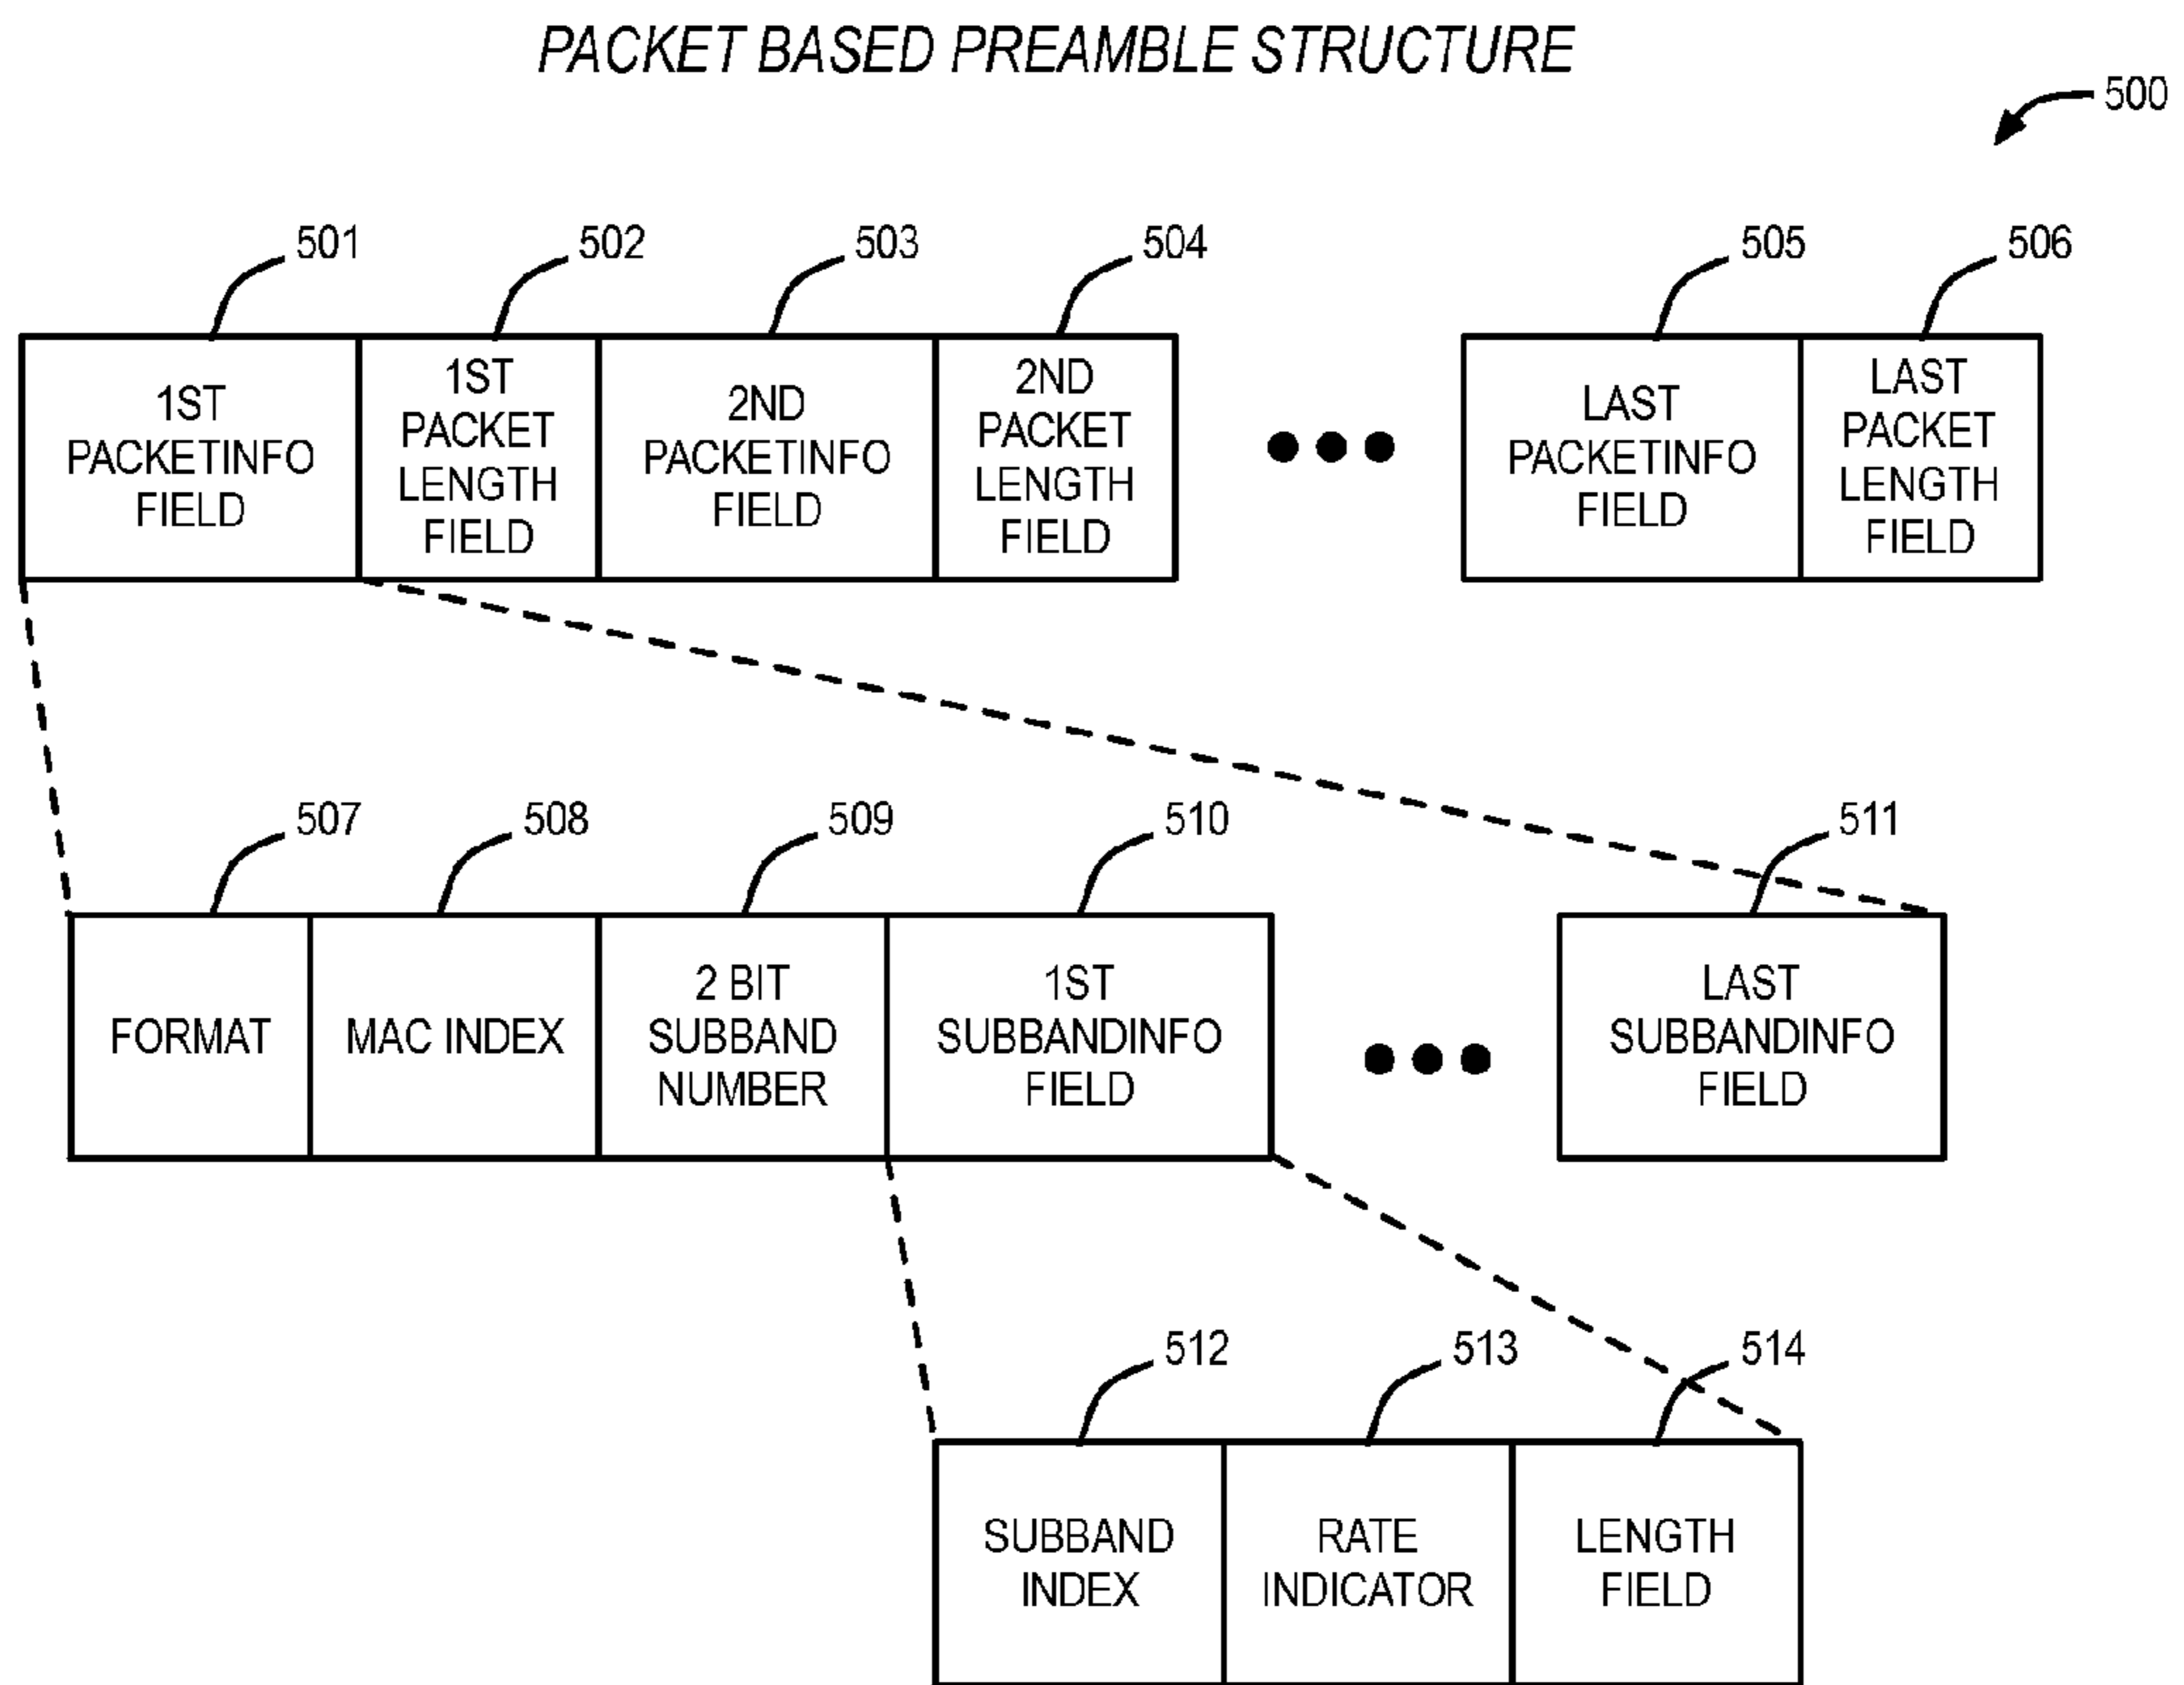 PACKET BASED PREAMBLE STRUCTURE
500
501
502
503
504
505
506
1ST
PACKETINFO
FIELD
1ST
PACKET
LENGTH
FIELD
2ND
PACKETINFO
FIELD
2ND
PACKET
LENGTH
FIELD
LAST
PACKETINFO
FIELD
LAST
PACKET
LENGTH
FIELD
507
508
509
510
511
FORMAT
MAC INDEX
2 BIT
SUBBAND
NUMBER
1ST
SUBBANDINFO
FIELD
LAST
SUBBANDINFO
FIELD
512
513
514
SUBBAND
INDEX
RATE
INDICATOR
LENGTH
FIELD